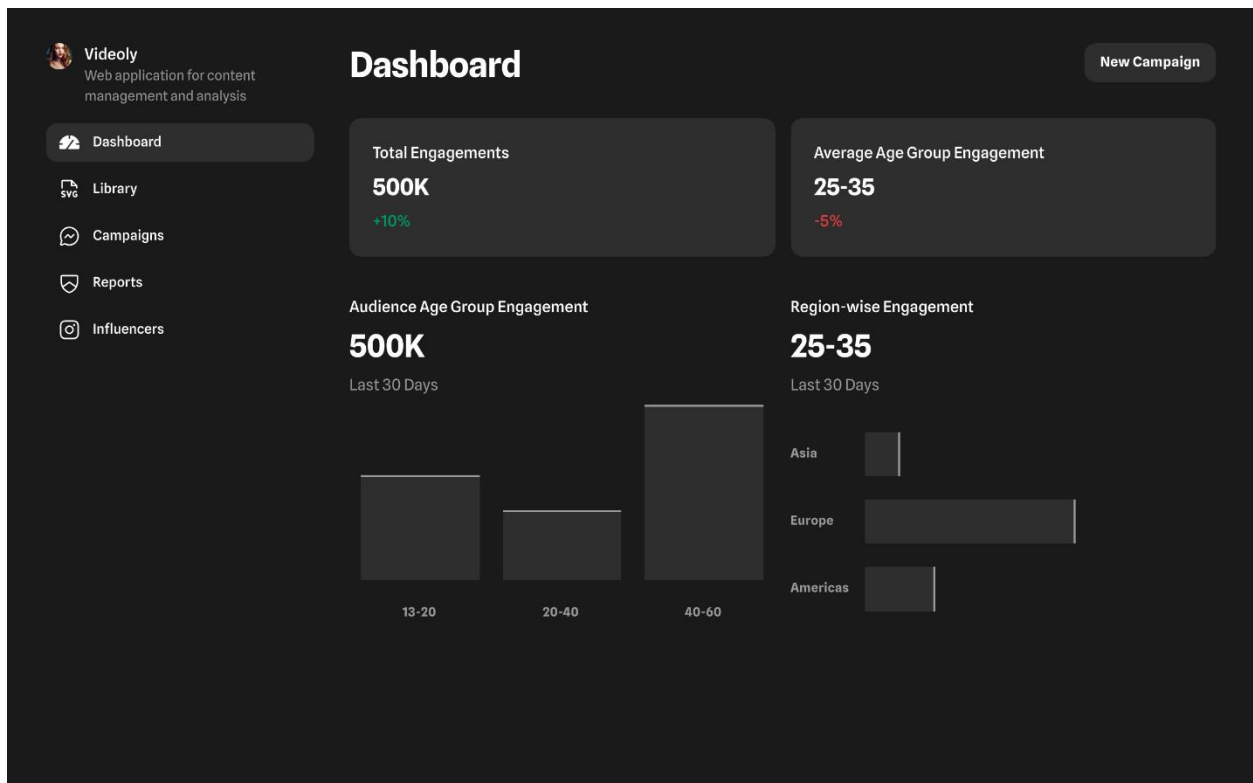 Videoly
Web application for content
management and analysis
Dashboard
SVG
Library
Campaigns
Reports
Influencers
Dashboard
New Campaign
Total Engagements
500K
+10%
Average Age Group Engagement
25-35
-5%
Audience Age Group Engagement
500K
Last 30 Days
13-20
20-40
40-60
Region-wise Engagement
25-35
Last 30 Days
Asia
Europe
Americas